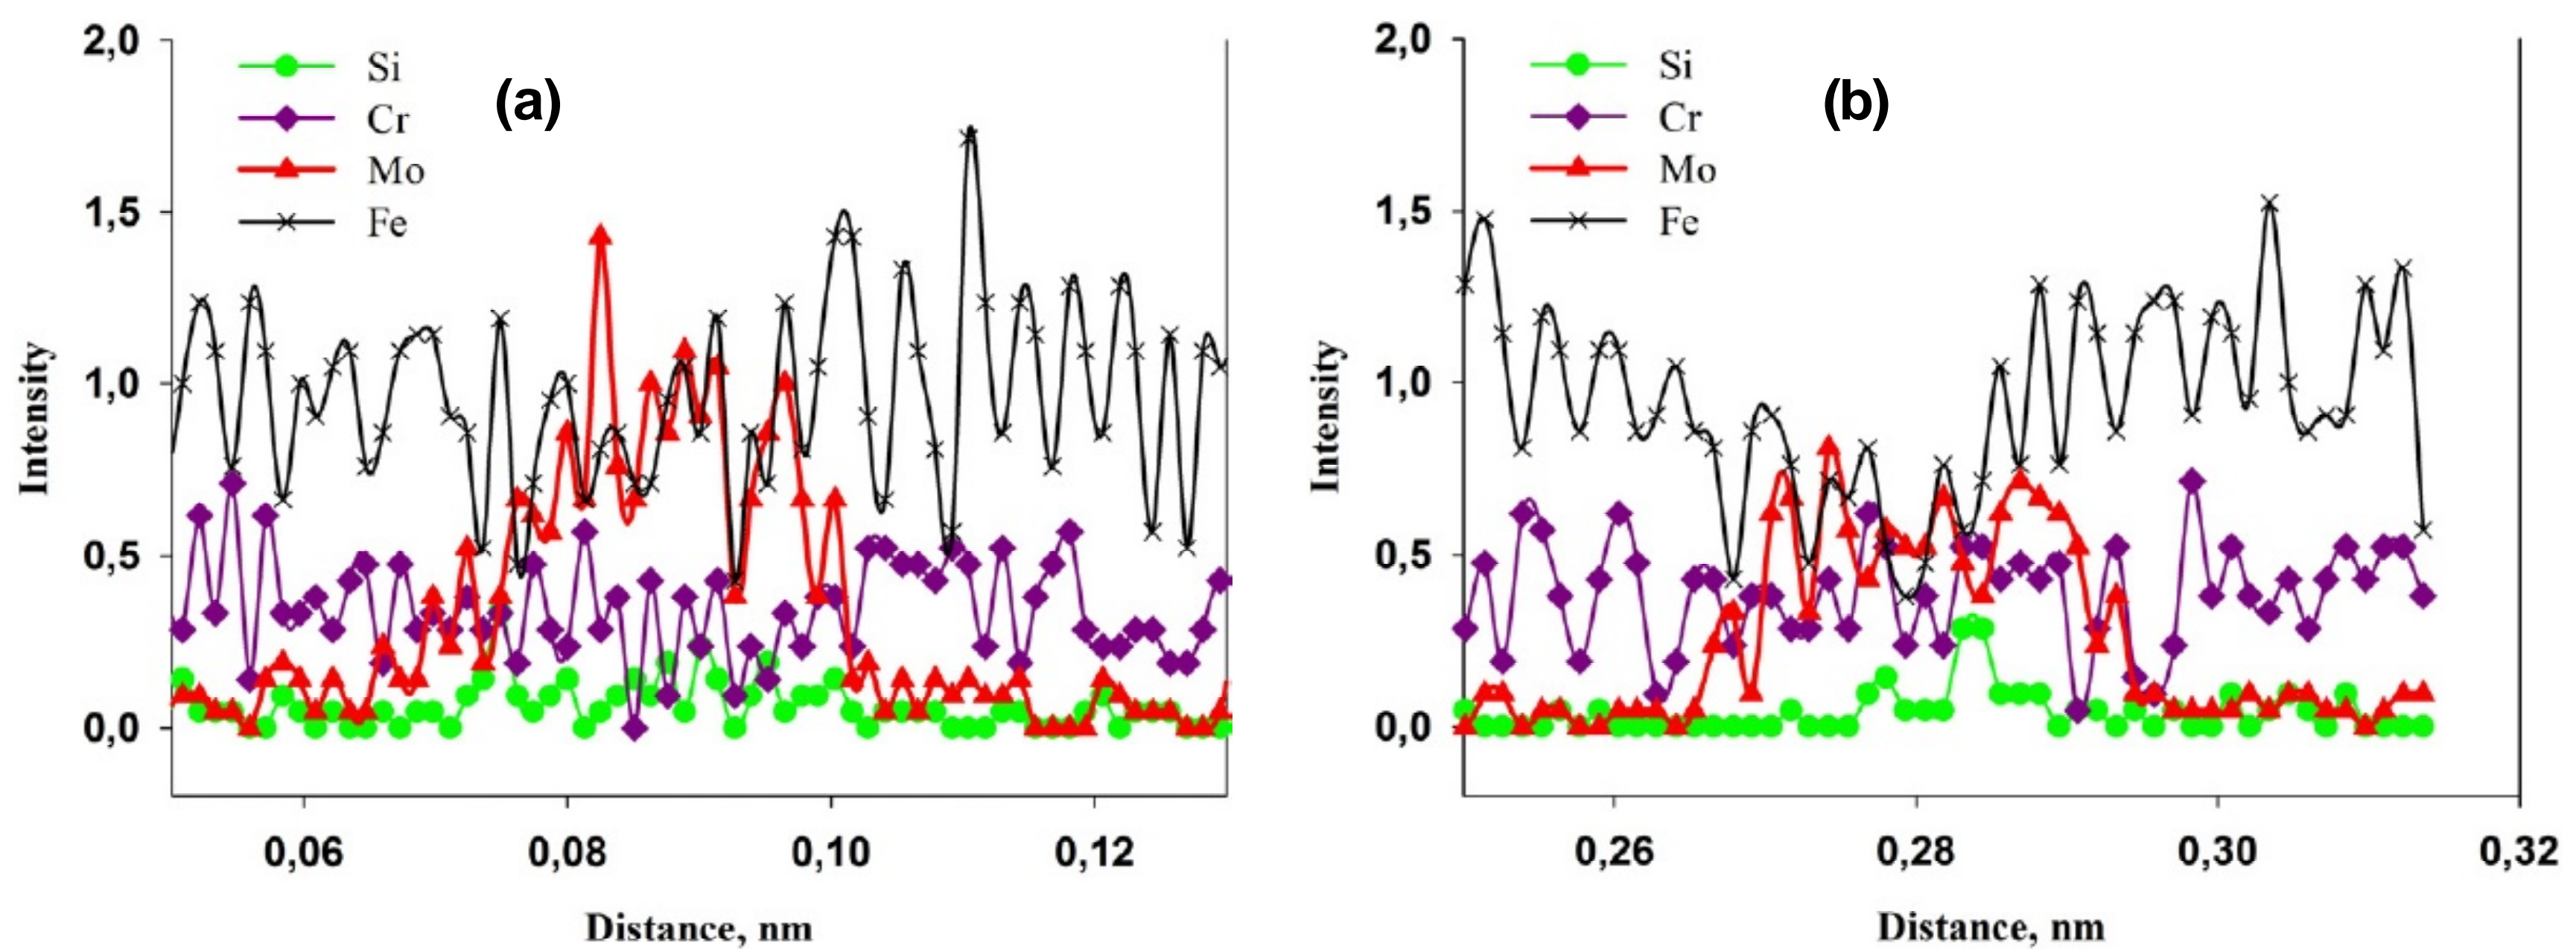 2,0
Si
(a)
Cr
Mo
1,5
Fe
1,0
Intensity
0,5
0,0
0,06 0,08 0,10 0,12
Distance, nm
2,0
Si
(b)
Cr
Mo
1,5
Fe
1,0
Intensity
0,5
0,0
0,26 0,28 0,30 0,32
Distance, nm